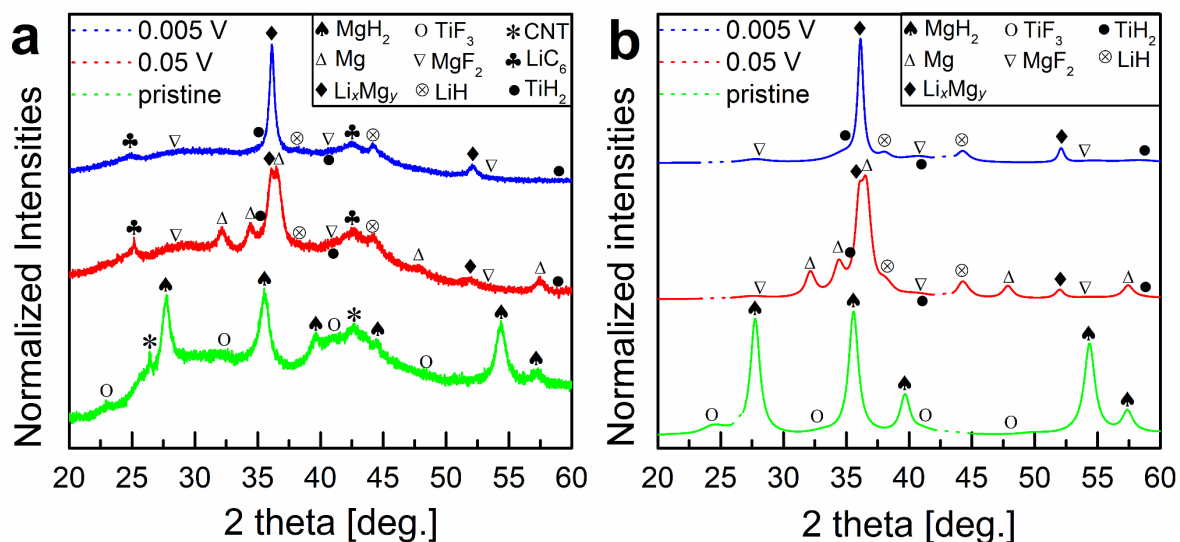 a
0.005 V
0.05 V
pristine
♠ MgH₂ ○ TiF₃ ∗ CNT
Δ Mg ▽ MgF₂ ♣ LiC₆
♦ LiₓMgᵧ ⊗ LiH ● TiH₂
Normalized Intensities
20 25 30 35 40 45 50 55 60
2 theta [deg.]
b
0.005 V
0.05 V
pristine
♠ MgH₂ ○ TiF₃ ● TiH₂
Δ Mg ▽ MgF₂ ⊗ LiH
♦ LiₓMgᵧ
Normalized intensities
20 25 30 35 40 45 50 55 60
2 theta [deg.]